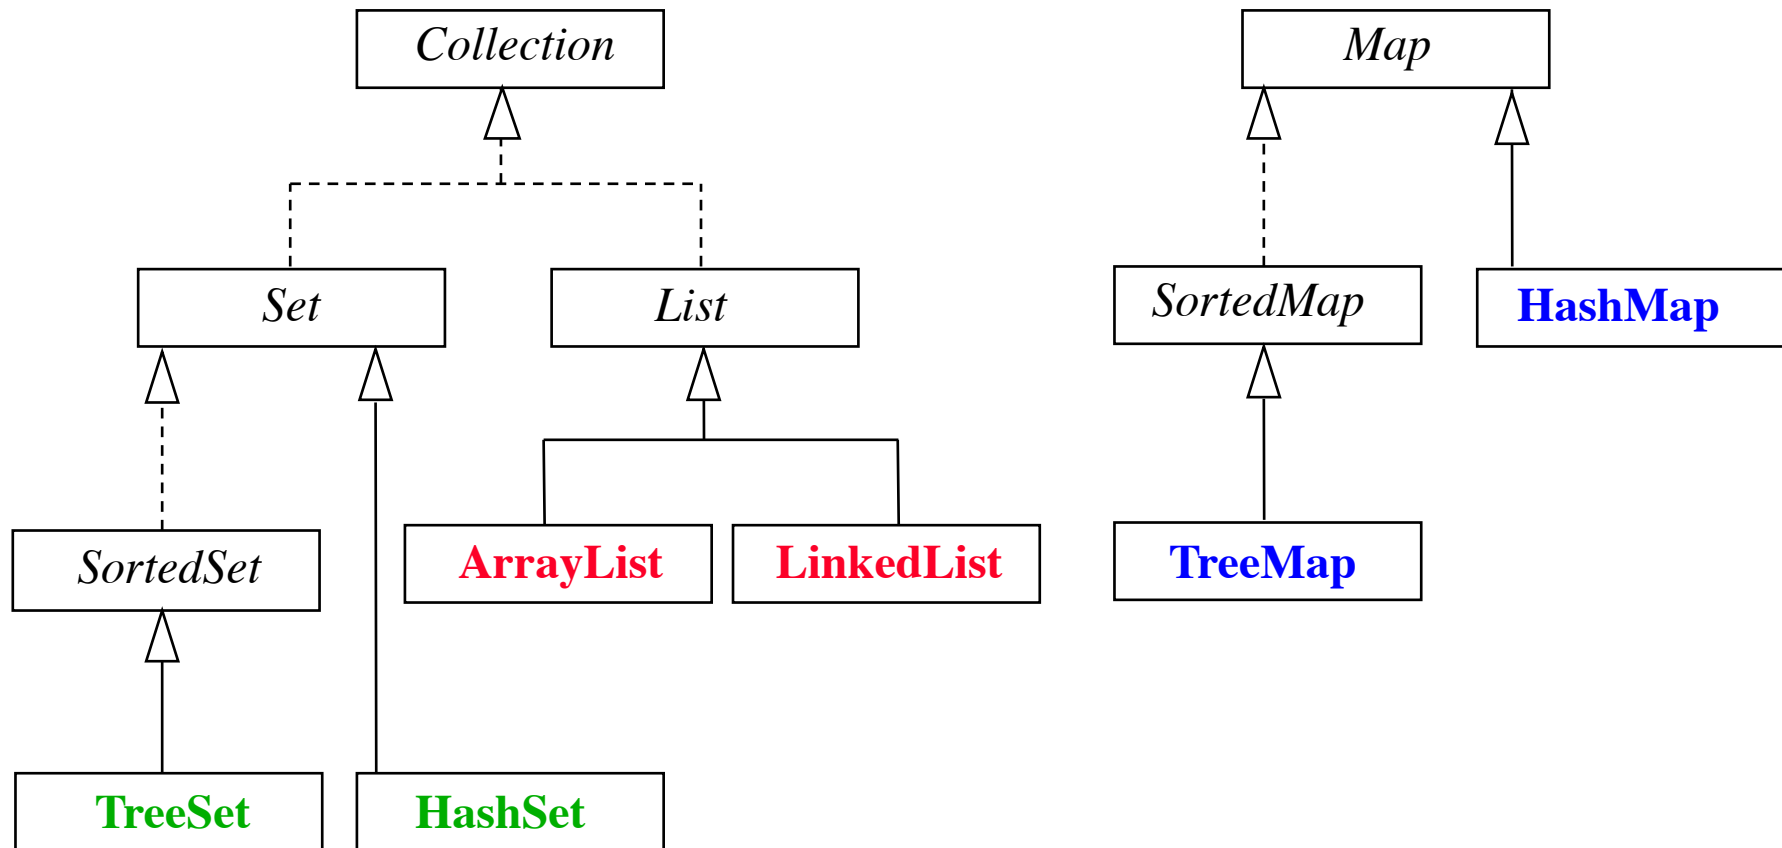 Collection
Map
Set
List
SortedMap
HashMap
SortedSet
ArrayList
LinkedList
TreeMap
TreeSet
HashSet